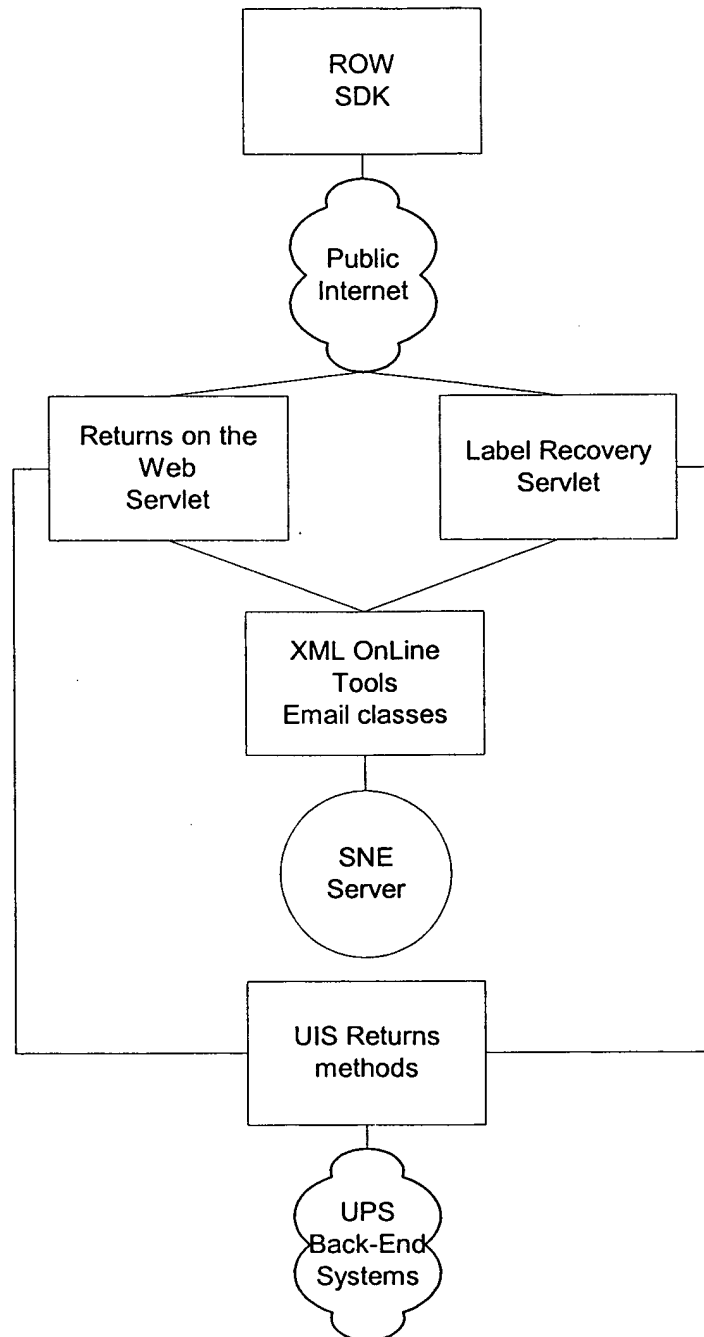 ROW
SDK
Public
Internet
Returns on the
Web
Servlet
Label Recovery
Servlet
XML OnLine
Tools
Email classes
SNE
Server
UIS Returns
methods
UPS
Back-End
Systems